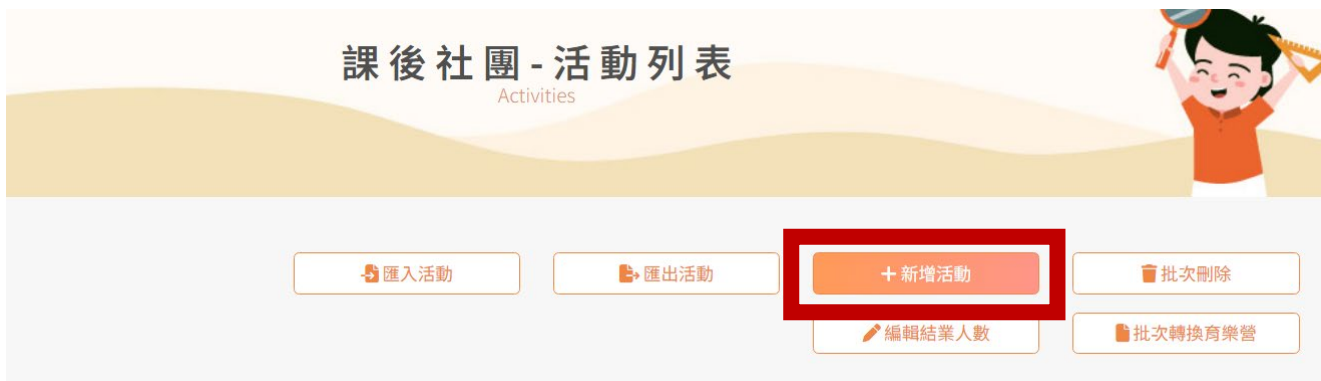 課後社團-活動列表
Activities
匯入活動
匯出活動
新增活動
批次刪除
編輯結業人數
批次轉換育樂營